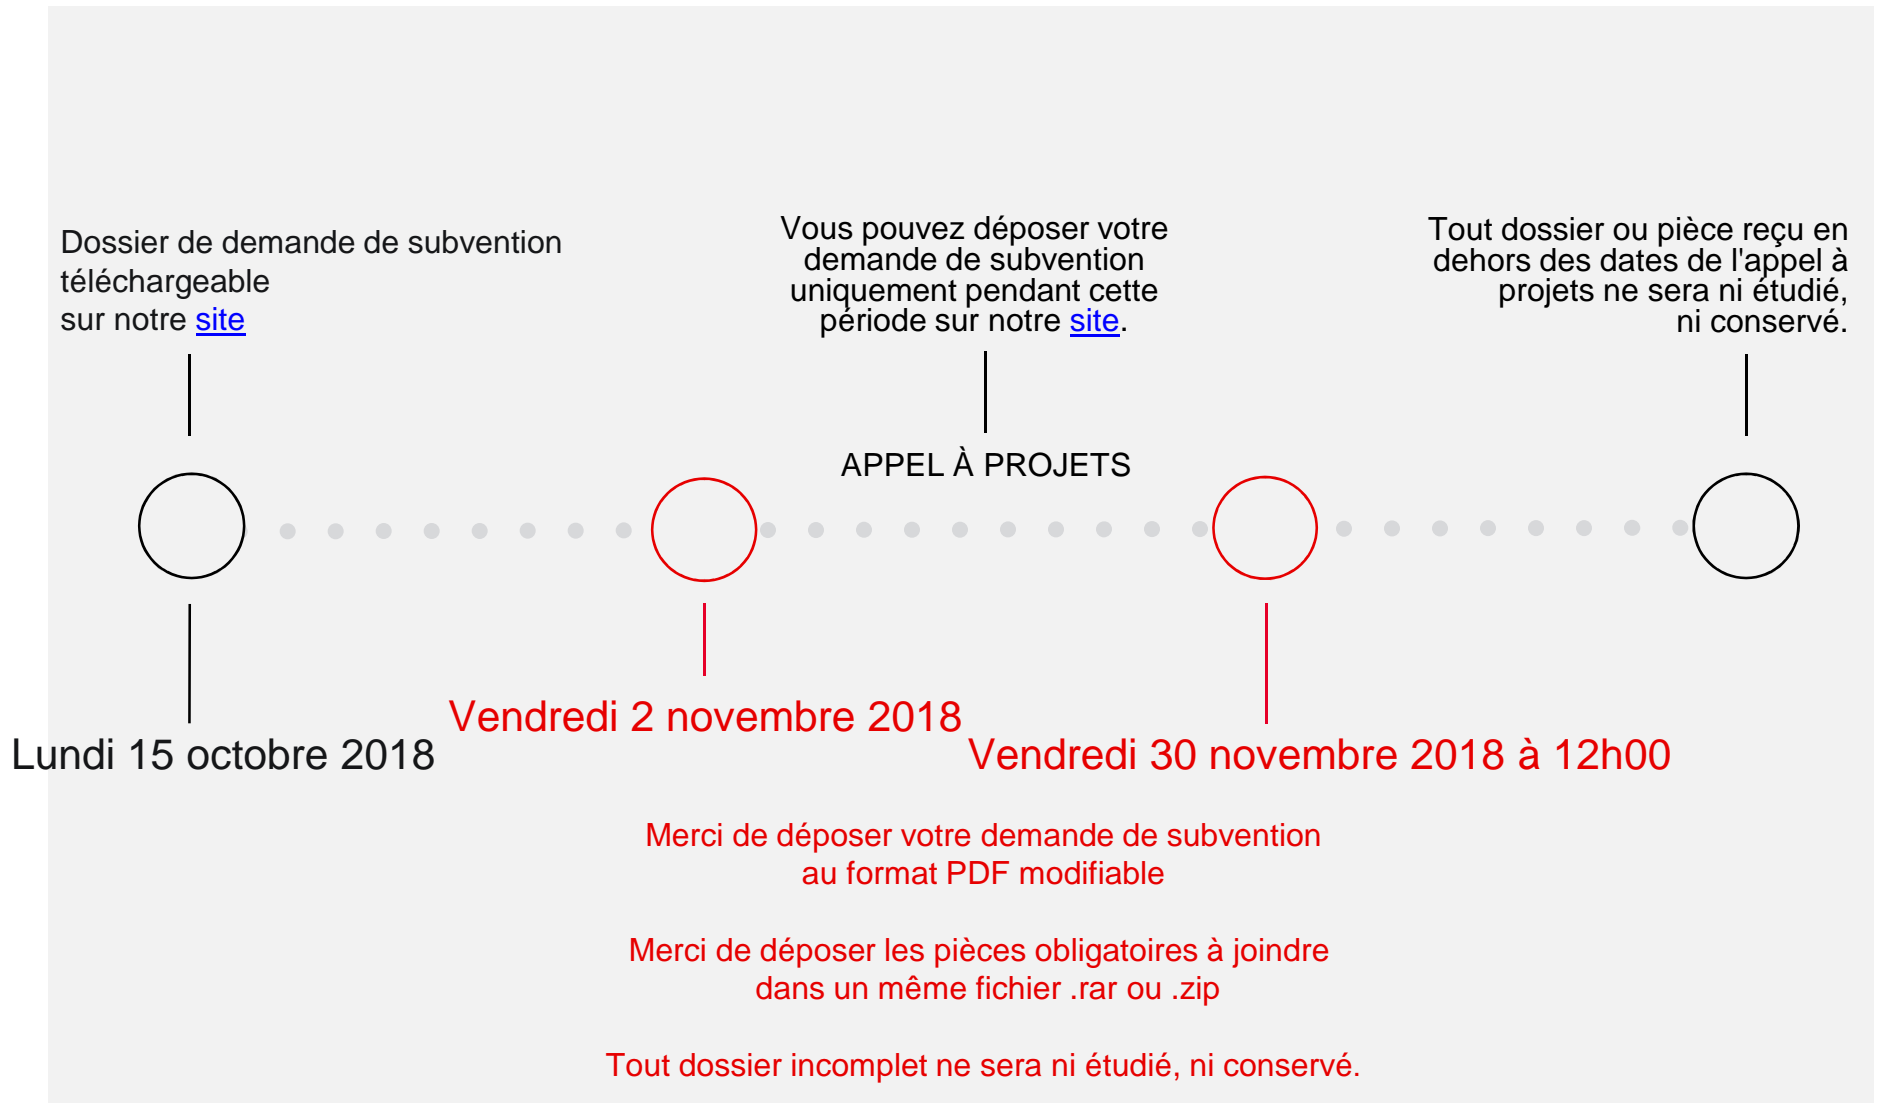 Dossier de demande de subvention
téléchargeable
sur notre site
Vous pouvez déposer votre
demande de subvention
uniquement pendant cette
période sur notre site.
Tout dossier ou pièce reçu en
dehors des dates de l'appel à
projets ne sera ni étudié,
ni conservé.
APPEL À PROJETS
Lundi 15 octobre 2018
Vendredi 2 novembre 2018
Vendredi 30 novembre 2018 à 12h00
Merci de déposer votre demande de subvention
au format PDF modifiable
Merci de déposer les pièces obligatoires à joindre
dans un même fichier .rar ou .zip
Tout dossier incomplet ne sera ni étudié, ni conservé.